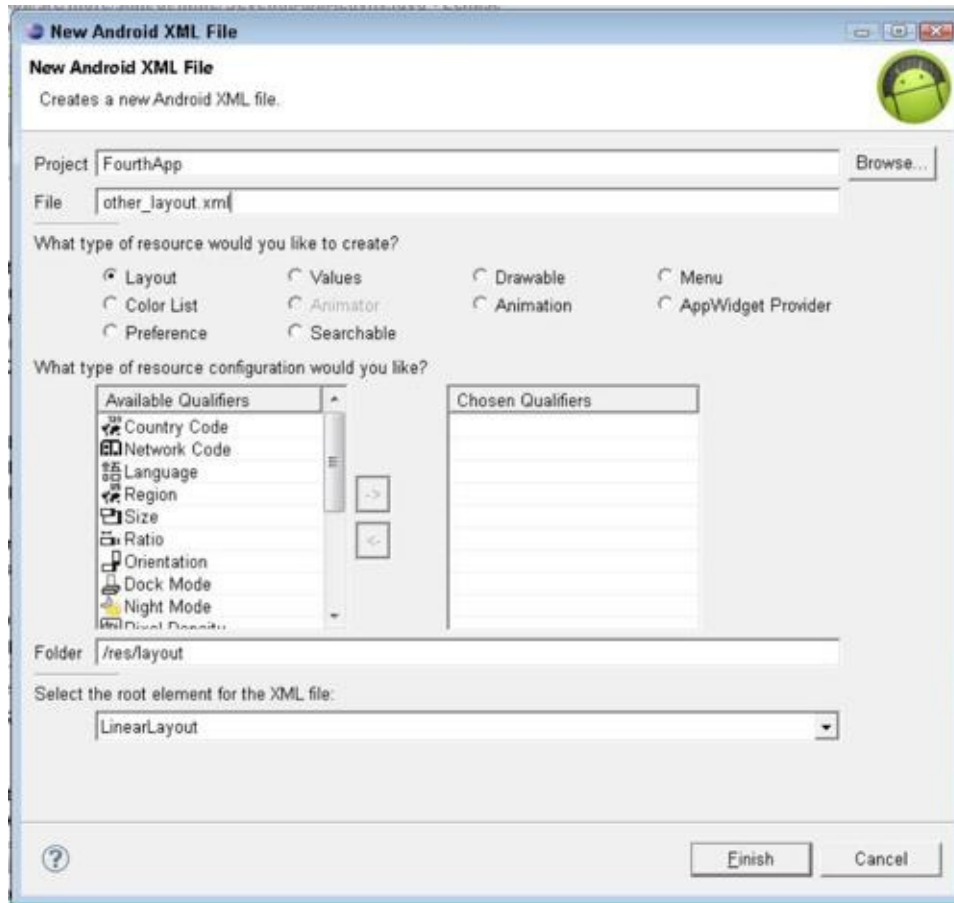 New Android XML File
New Android XML File
Creates a new Android XML file.
Project FourthApp Browse...
File other_layout.xml
What type of resource would you like to create?
Layout Values Drawable Menu
Color List Animator Animation AppWidget Provider
Preference Searchable
What type of resource configuration would you like?
Available Qualifiers Chosen Qualifiers
Country Code
Network Code
Language
Region
-> 
Size
<-
Ratio
Orientation
Dock Mode
Night Mode
Pixel Density
Folder /res/layout
Select the root element for the XML file:
LinearLayout
? Finish Cancel